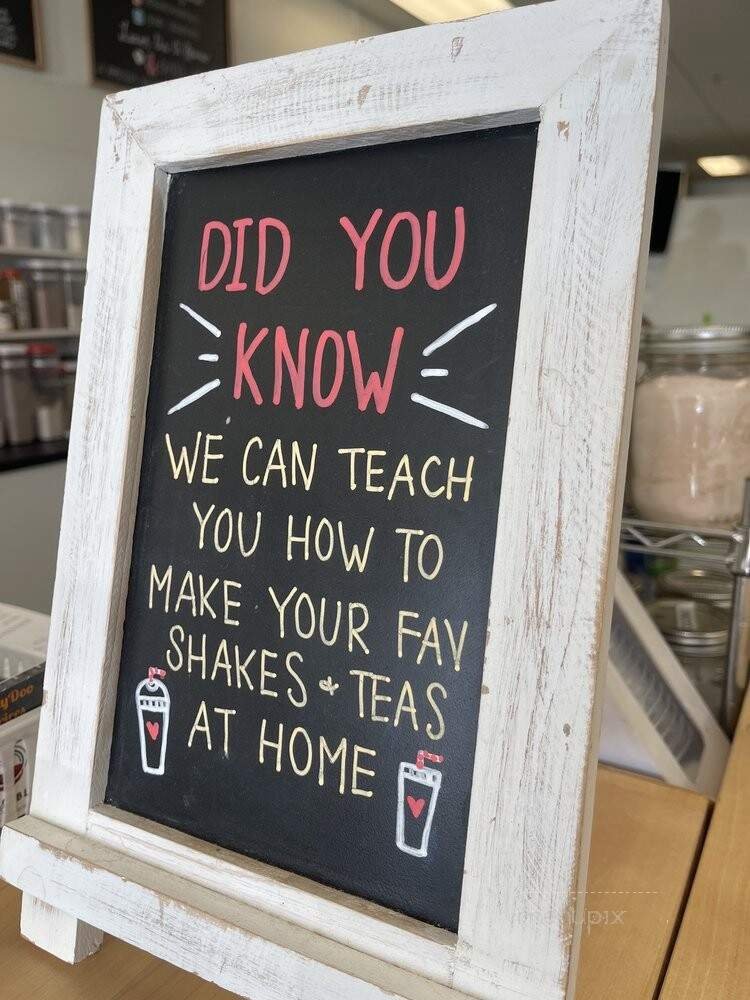 DID YOU
KNOW
WE CAN TEACH
YOU HOW TO
MAKE YOUR FAV
SHAKES + TEAS
AT HOME